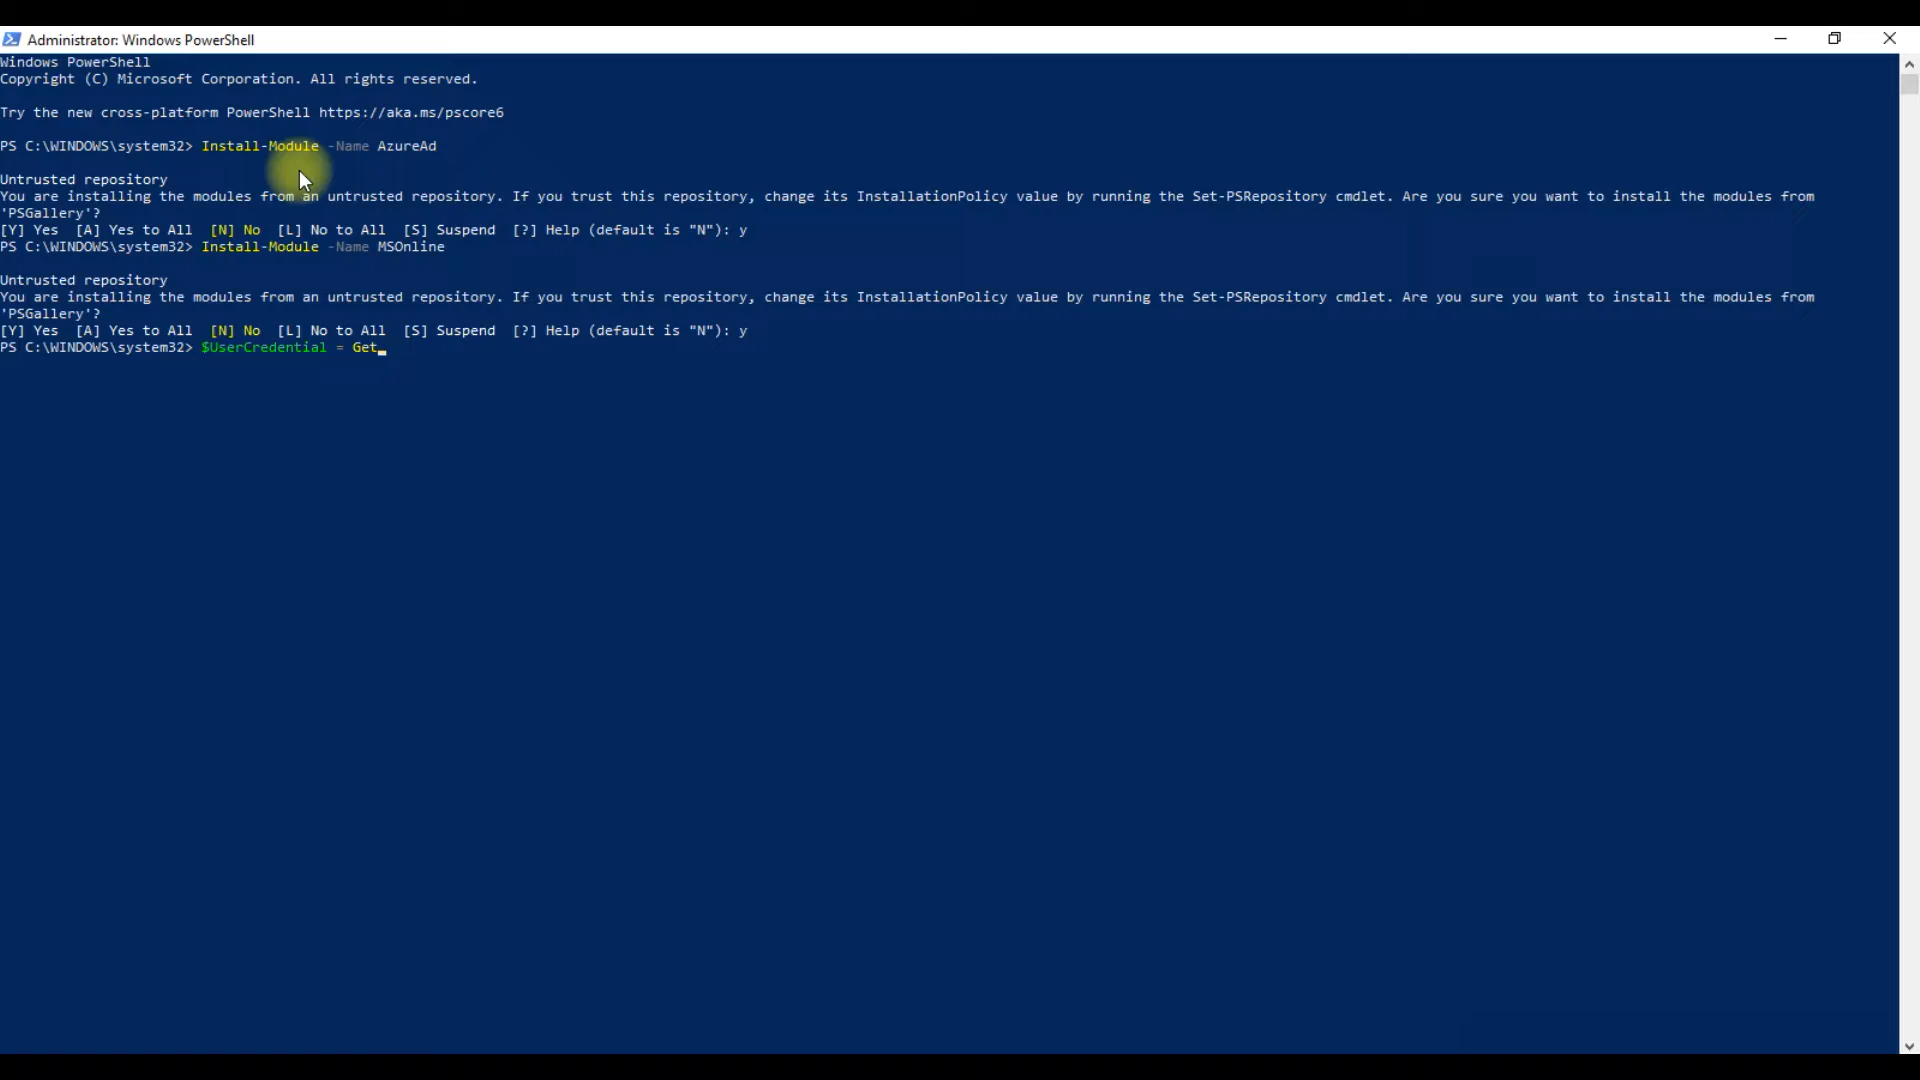 Administrator: Windows PowerShell
Windows PowerShell
Copyright (C) Microsoft Corporation. All rights reserved.
Try the new cross-platform PowerShell https://aka.ms/pscore6
PS C:\WINDOWS\system32> Install-Module -Name AzureAd
Untrusted repository
You are installing the modules from an untrusted repository. If you trust this repository, change its InstallationPolicy value by running the Set-PSRepository cmdlet. Are you sure you want to install the modules from
'PSGallery'?
[Y] Yes  [A] Yes to All  [N] No  [L] No to All  [S] Suspend  [?] Help (default is "N"): y
PS C:\WINDOWS\system32> Install-Module -Name MSOnline
Untrusted repository
You are installing the modules from an untrusted repository. If you trust this repository, change its InstallationPolicy value by running the Set-PSRepository cmdlet. Are you sure you want to install the modules from
'PSGallery'?
[Y] Yes  [A] Yes to All  [N] No  [L] No to All  [S] Suspend  [?] Help (default is "N"): y
PS C:\WINDOWS\system32> $UserCredential = Get